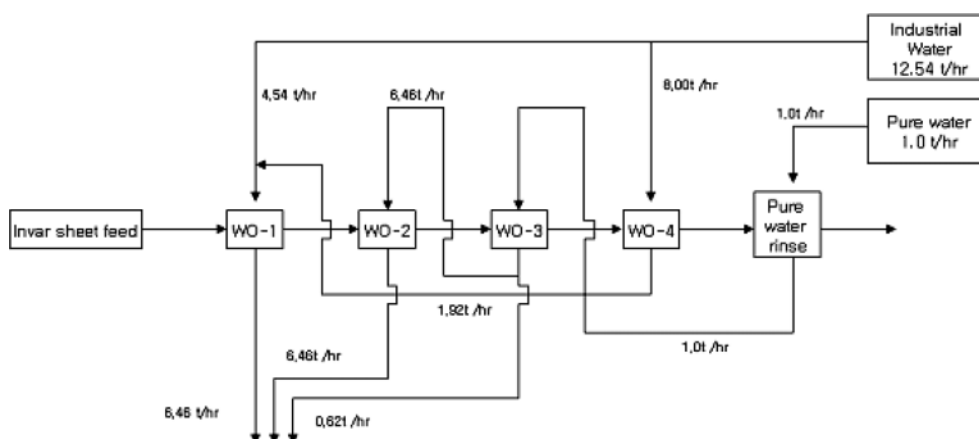 Industrial
Water
12.54 t/hr
4,54 t/hr
6,46t/hr
8,00t/hr
1,0t/hr
Pure water
1.0 t/hr
Invar sheet feed
WO-1
WO-2
WO-3
WO-4
Pure
water
rinse
1,92t /hr
6,46t /hr
1,0t/hr
6,46 t/hr
0,62t/hr